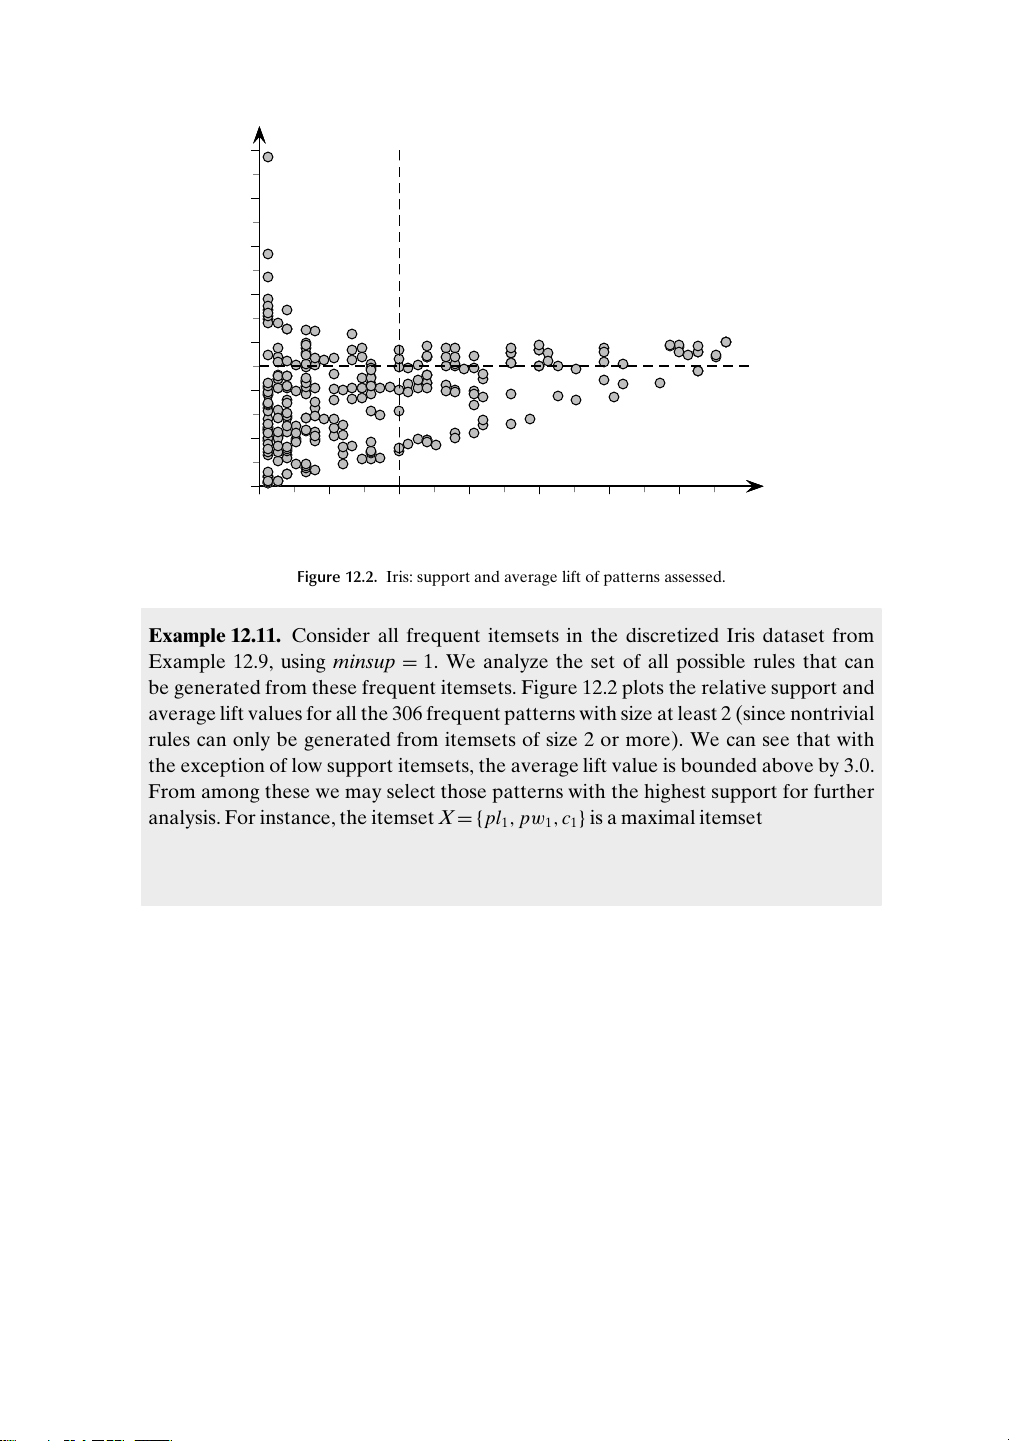 Figure 12.2. Iris: support and average lift of patterns assessed.
Example 12.11. Consider all frequent itemsets in the discretized Iris dataset from
Example 12.9, using minsup = 1. We analyze the set of all possible rules that can
be generated from these frequent itemsets. Figure 12.2 plots the relative support and
average lift values for all the 306 frequent patterns with size at least 2 (since nontrivial
rules can only be generated from itemsets of size 2 or more). We can see that with
the exception of low support itemsets, the average lift value is bounded above by 3.0.
From among these we may select those patterns with the highest support for further
analysis. For instance, the itemset X = {pl₁, pw₁, c₁} is a maximal itemset